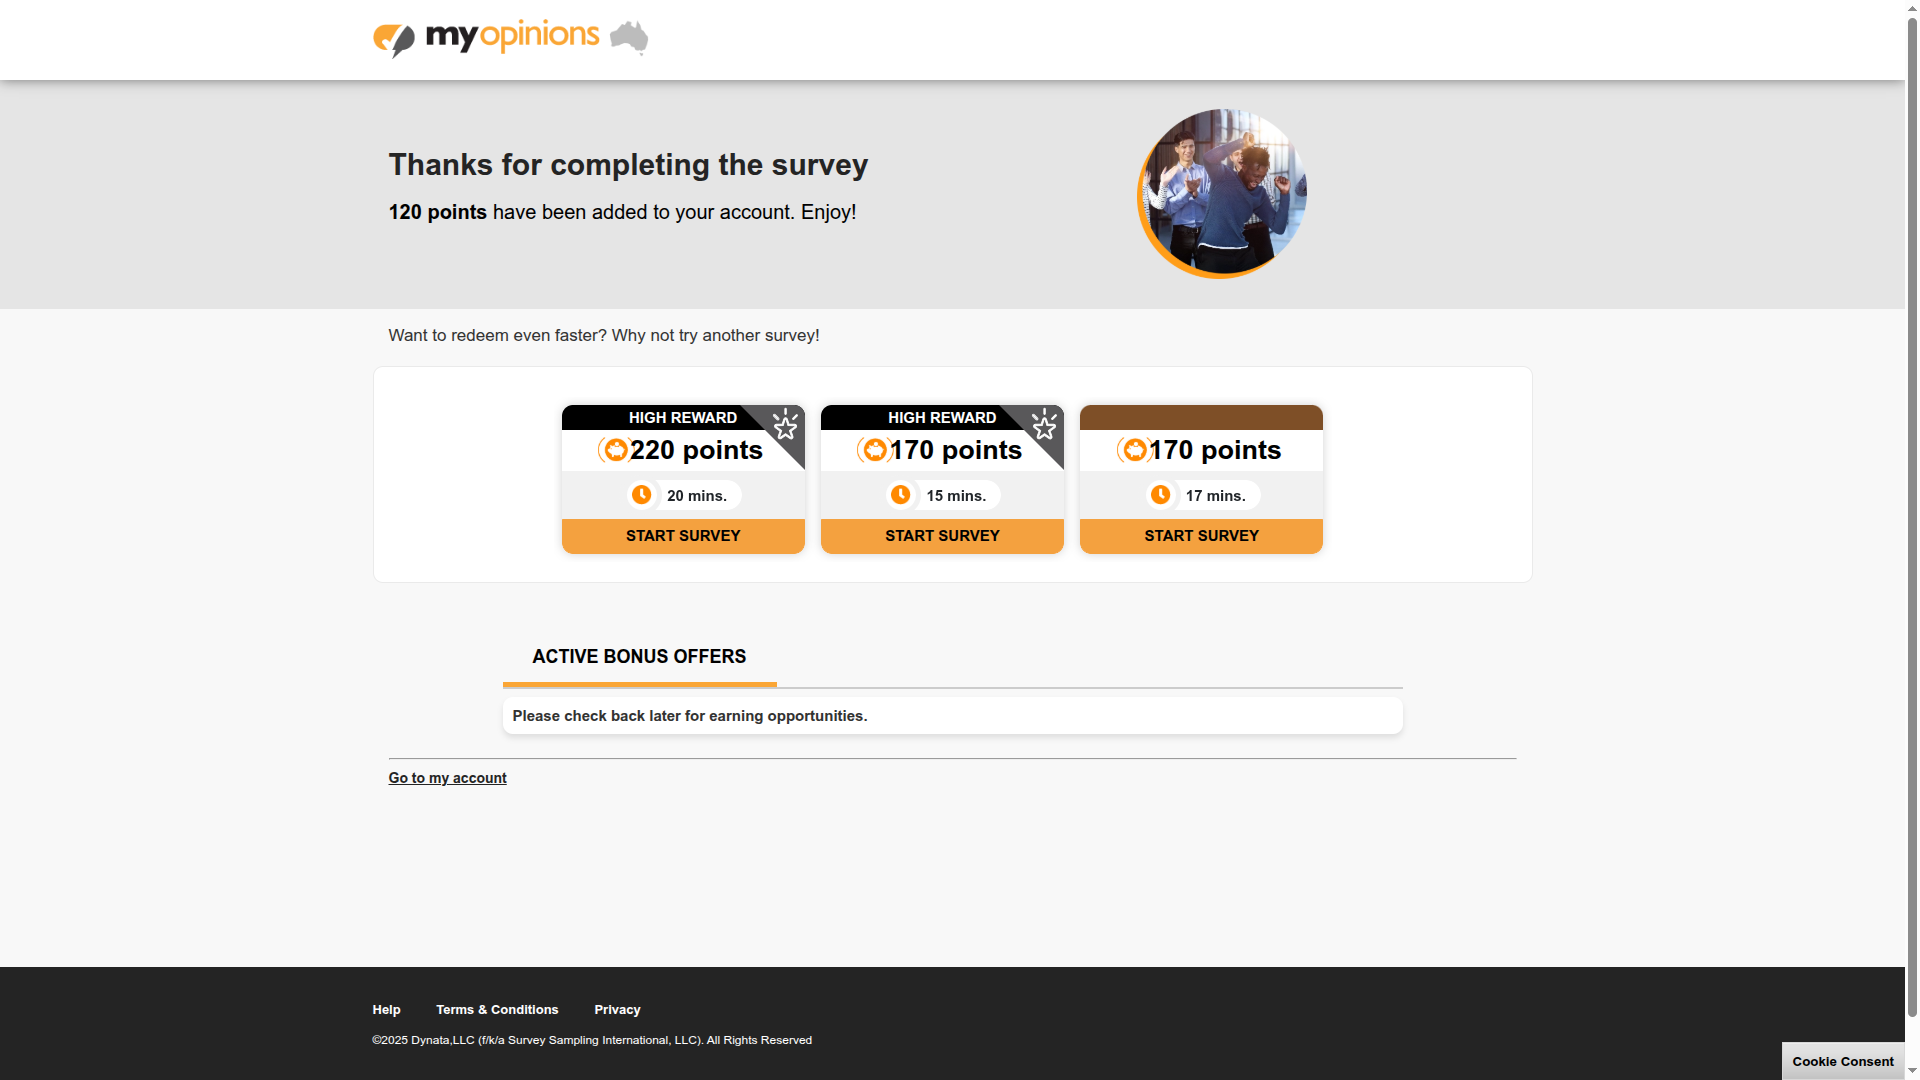 myopinions
Thanks for completing the survey
120 points have been added to your account. Enjoy!
Want to redeem even faster? Why not try another survey!
HIGH REWARD
220 points
20 mins.
START SURVEY
HIGH REWARD
170 points
15 mins.
START SURVEY
170 points
17 mins.
START SURVEY
ACTIVE BONUS OFFERS
Please check back later for earning opportunities.
Go to my account
Help Terms & Conditions Privacy
©2025 Dynata,LLC (f/k/a Survey Sampling International, LLC). All Rights Reserved
Cookie Consent